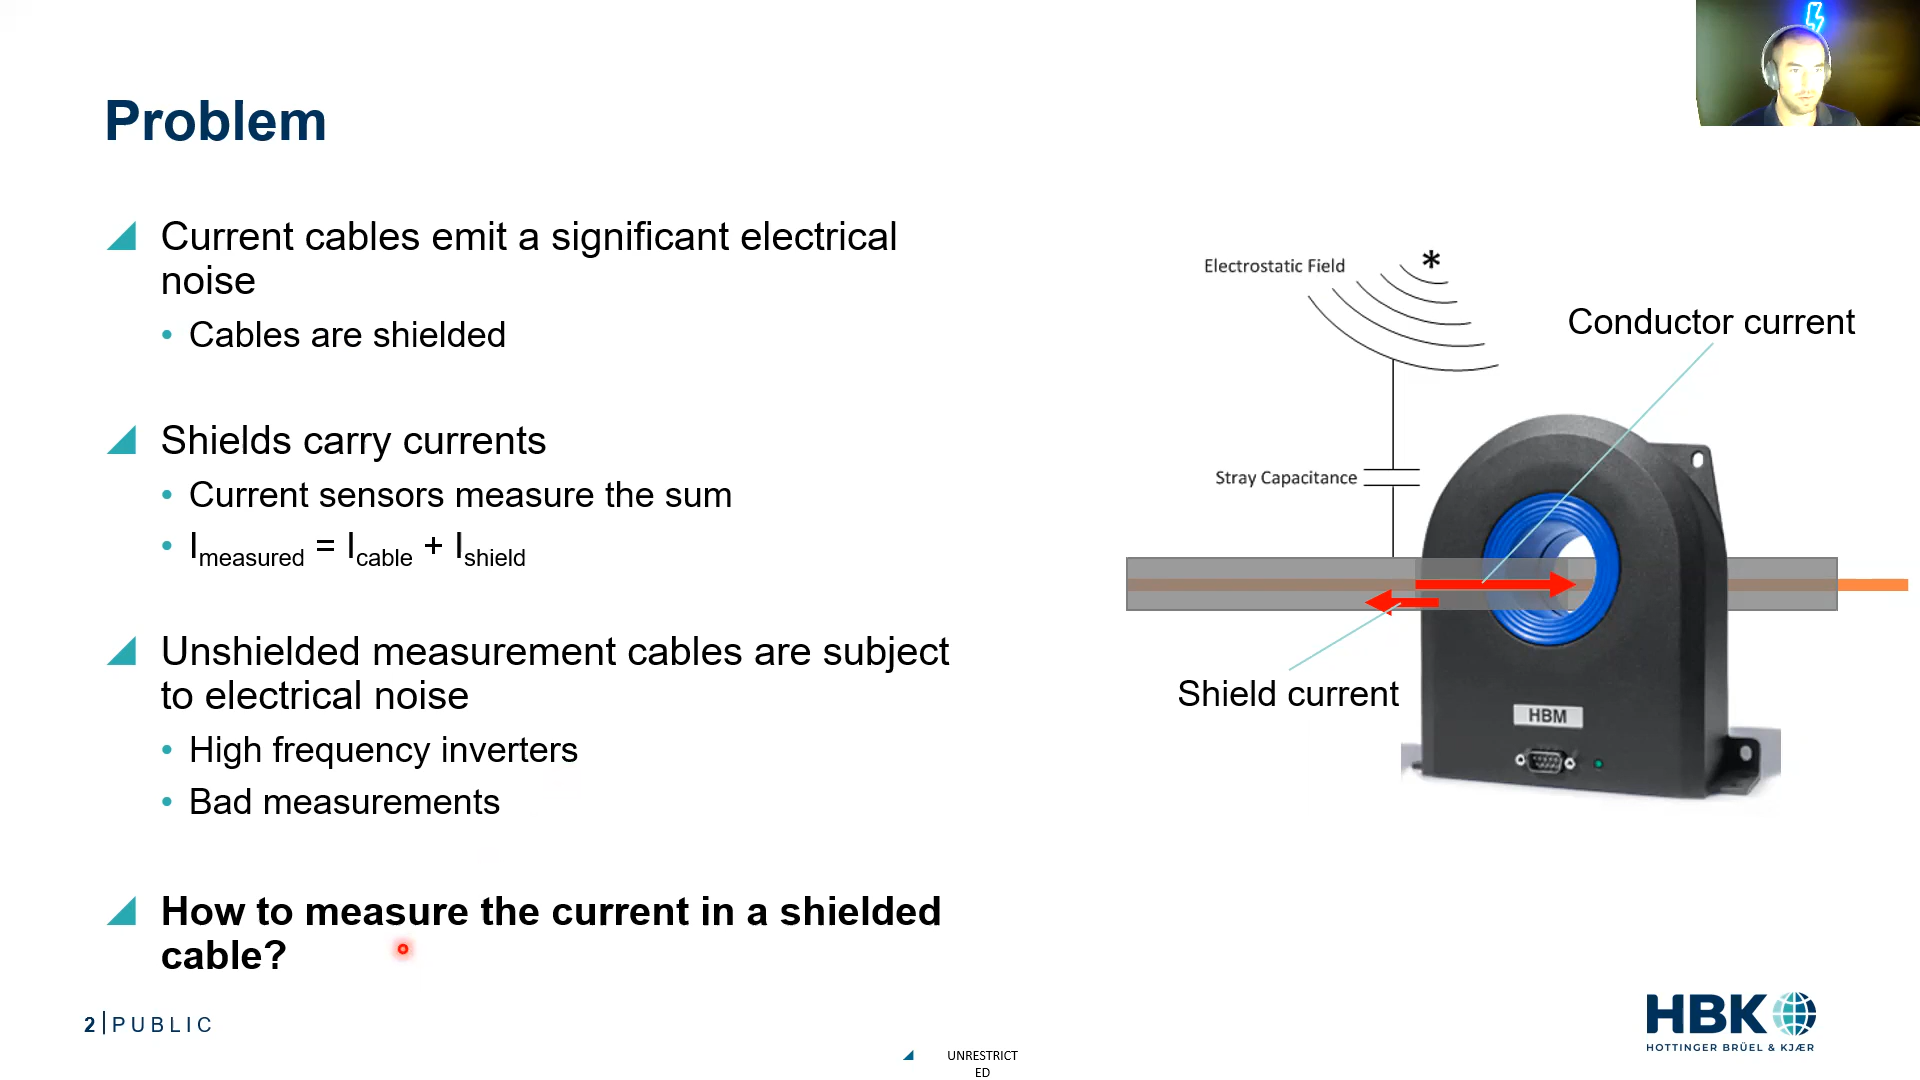 Problem
Current cables emit a significant electrical
noise
• Cables are shielded
Shields carry currents
• Current sensors measure the sum
• Imeasured = Icable + Ishield
Unshielded measurement cables are subject
to electrical noise
• High frequency inverters
• Bad measurements
How to measure the current in a shielded
cable?
Electrostatic Field
*
Conductor current
Stray Capacitance
Shield current
HBM
2 | PUBLIC
UNRESTRICT
ED
HBK
HOTTINGER BRÜEL & KJÆR